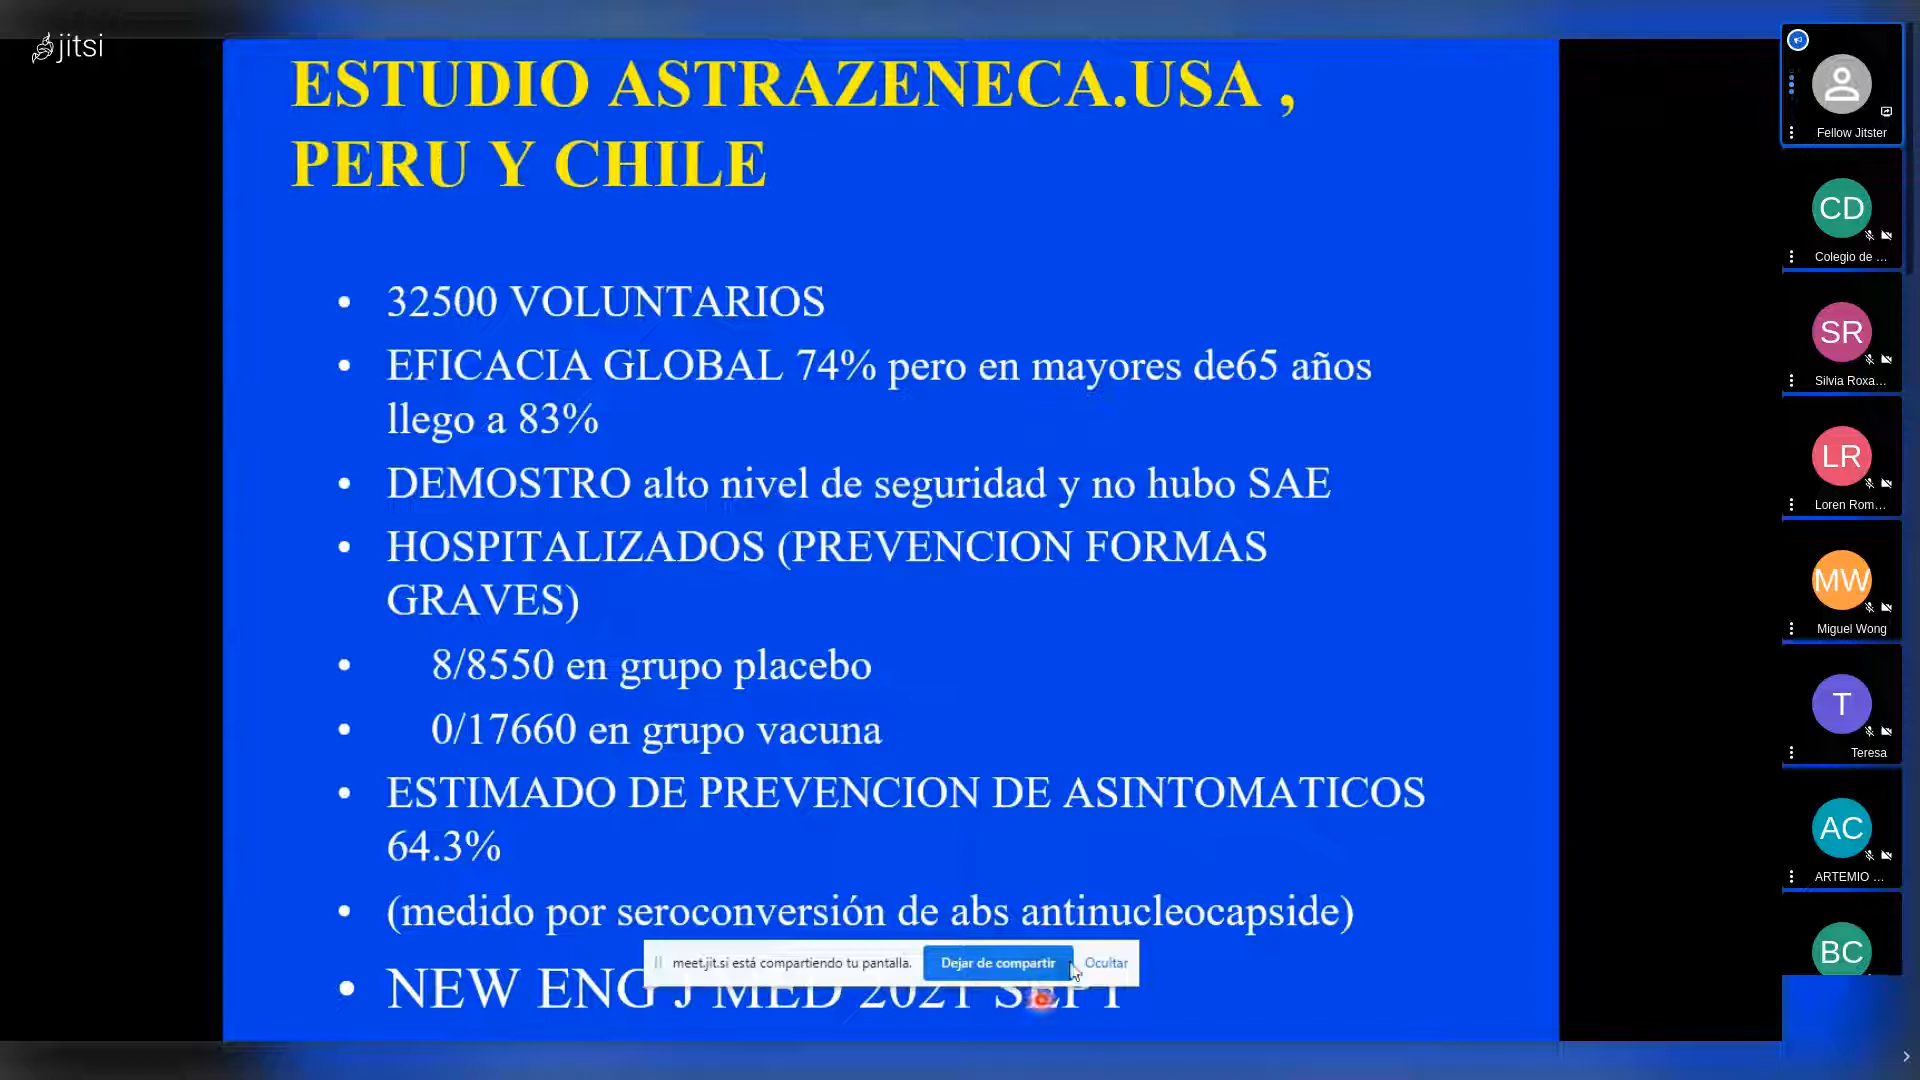 jitsi
ESTUDIO ASTRAZENECA.USA ,
PERU Y CHILE
• 32500 VOLUNTARIOS
• EFICACIA GLOBAL 74% pero en mayores de65 años
llego a 83%
• DEMOSTRO alto nivel de seguridad y no hubo SAE
• HOSPITALIZADOS (PREVENCION FORMAS
GRAVES)
• 8/8550 en grupo placebo
• 0/17660 en grupo vacuna
• ESTIMADO DE PREVENCION DE ASINTOMATICOS
64.3%
• (medido por seroconversión de abs antinucleocapside)
meet.jit.si está compartiendo tu pantalla. Dejar de compartir Ocultar
• NEW ENG J MED 2021 SEPT
Fellow Jitster
CD
Colegio de ...
SR
Silvia Roxa...
LR
Loren Rom...
MW
Miguel Wong
T
Teresa
AC
ARTEMIO ...
BC